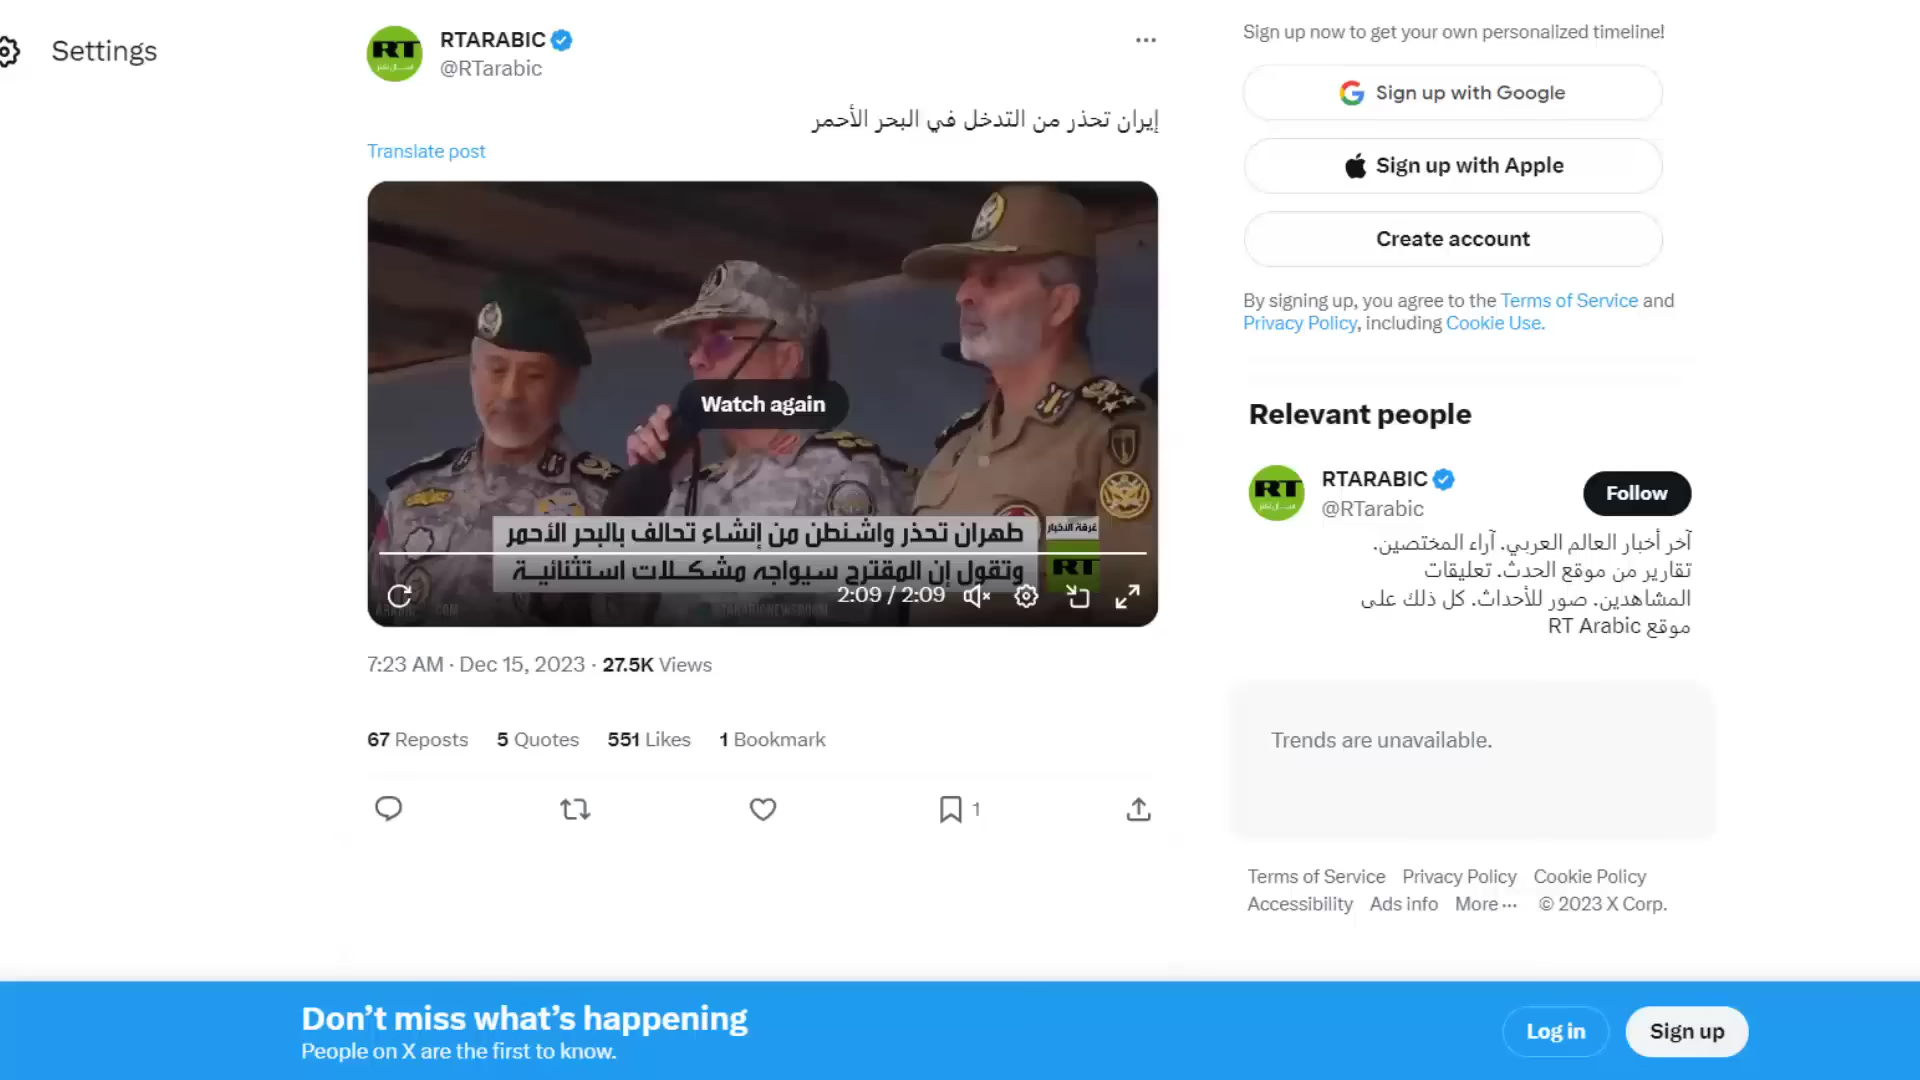 Settings
RTARABIC
@RTarabic
إيران تحذر من التدخل في البحر الأحمر
Translate post
Watch again
طهران تحذر واشنطن من إنشاء تحالف بالبحر الأحمر
وتقول إن المقترح سيواجه مشكـلات استثنائيـة
غرفة الأخبار
RT
2:09 / 2:09
7:23 AM · Dec 15, 2023 · 27.5K Views
67 Reposts 5 Quotes 551 Likes 1 Bookmark
1
Sign up now to get your own personalized timeline!
Sign up with Google
Sign up with Apple
Create account
By signing up, you agree to the Terms of Service and
Privacy Policy, including Cookie Use.
Relevant people
RT
RTARABIC
@RTarabic
Follow
آخر أخبار العالم العربي. آراء المختصين.
تقارير من موقع الحدث. تعليقات
المشاهدين. صور للأحداث. كل ذلك على
موقع RT Arabic
Trends are unavailable.
Terms of Service Privacy Policy Cookie Policy
Accessibility Ads info More ··· © 2023 X Corp.
Don’t miss what’s happening
People on X are the first to know.
Log in
Sign up